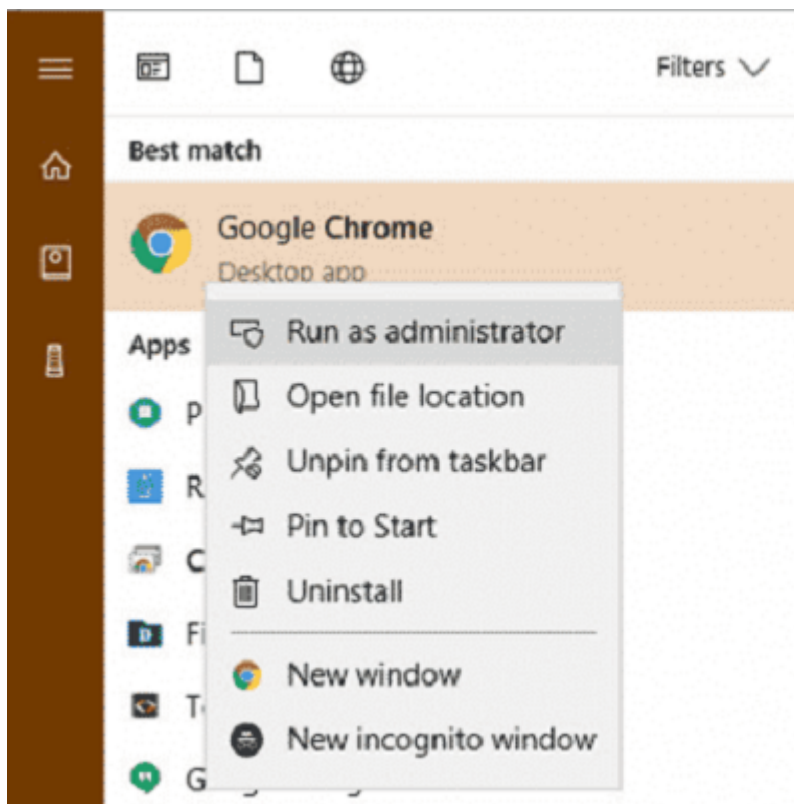 Filters
Best match
Google Chrome
Desktop app
Run as administrator
Apps
Open file location
P
Unpin from taskbar
R
Pin to Start
C
Uninstall
Fi
New window
T
New incognito window
G